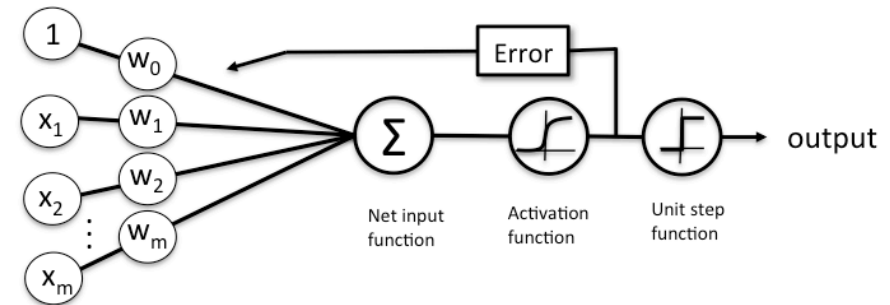 1
w0
Error
x1
w1
Σ
output
x2
w2
⋮
wm
xm
Net input
function
Activation
function
Unit step
function